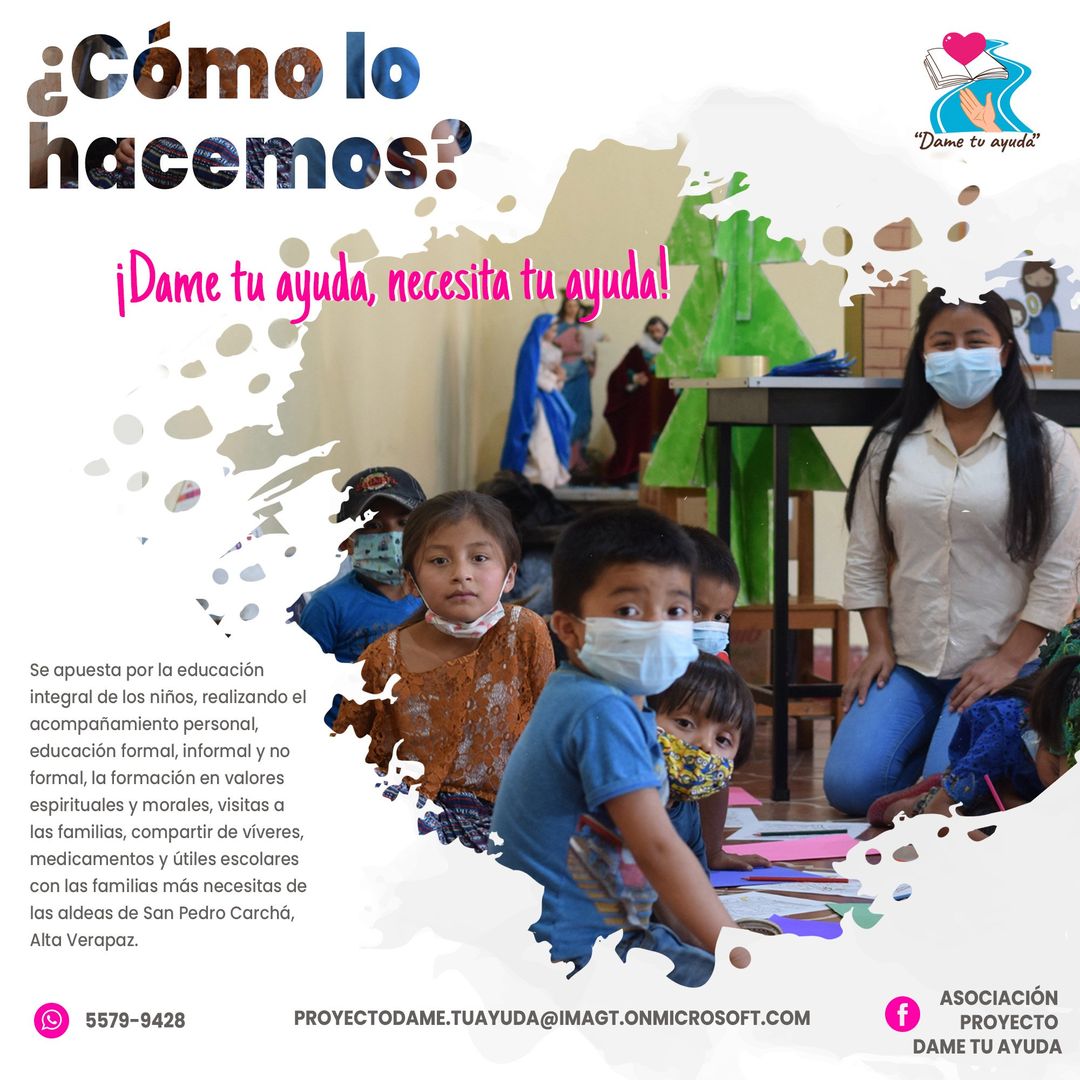 ¿Cómo lo
hacemos?
“Dame tu ayuda”
¡Dame tu ayuda, necesita tu ayuda!
Se apuesta por la educación
integral de los niños, realizando el
acompañamiento personal,
educación formal, informal y no
formal, la formación en valores
espirituales y morales, visitas a
las familias, compartir de víveres,
medicamentos y útiles escolares
con las familias más necesitas de
las aldeas de San Pedro Carchá,
Alta Verapaz.
5579-9428
PROYECTODAME.TUAYUDA@IMAGT.ONMICROSOFT.COM
ASOCIACIÓN
PROYECTO
DAME TU AYUDA